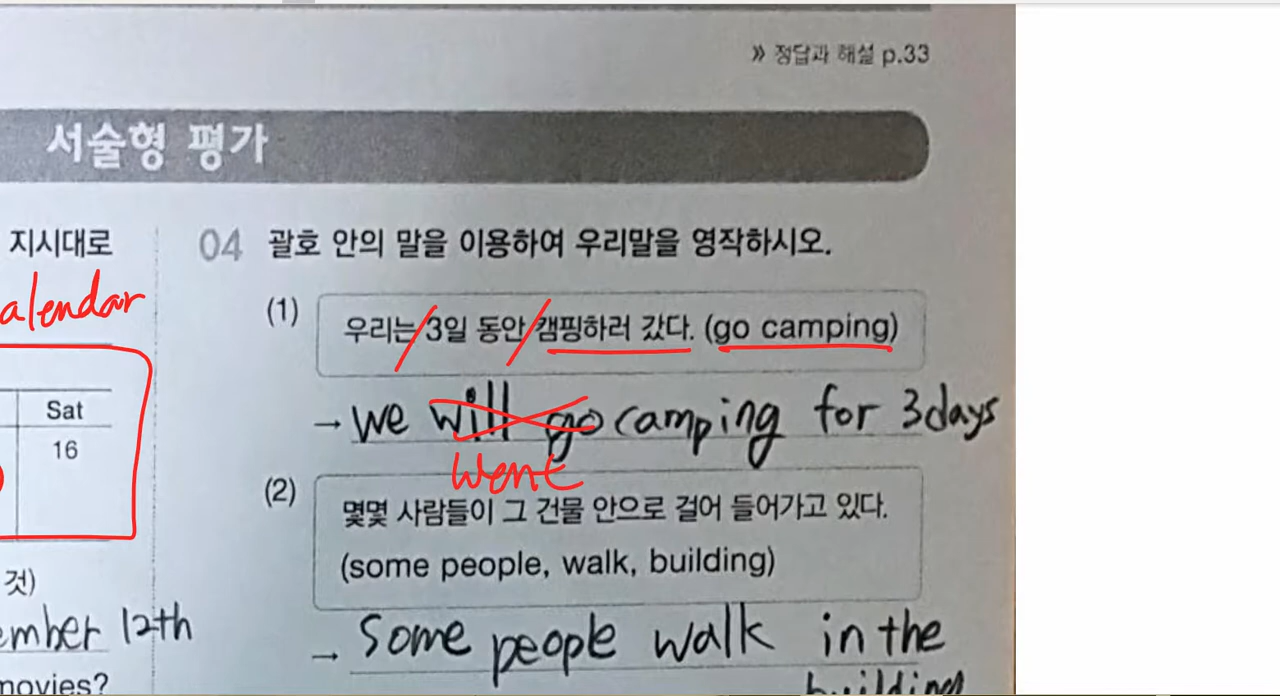 » 정답과 해설 p.33
서술형 평가
지시대로
alendar
Sat
16
것)
ember 12th
movies?
04 괄호 안의 말을 이용하여 우리말을 영작하시오.
(1) 우리는 3일 동안 캠핑하러 갔다. (go camping)
→ we will go camping for 3days
went
(2) 몇몇 사람들이 그 건물 안으로 걸어 들어가고 있다.
(some people, walk, building)
→ some people walk in the
building